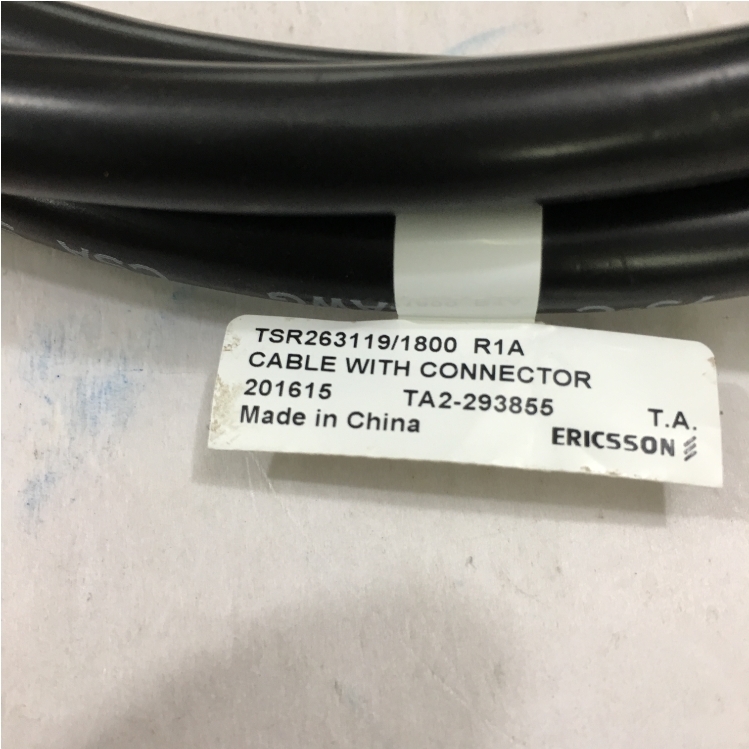 TSR263119/1800 R1A
CABLE WITH CONNECTOR
201615 TA2-293855 T.A.
Made in China ERICSSON